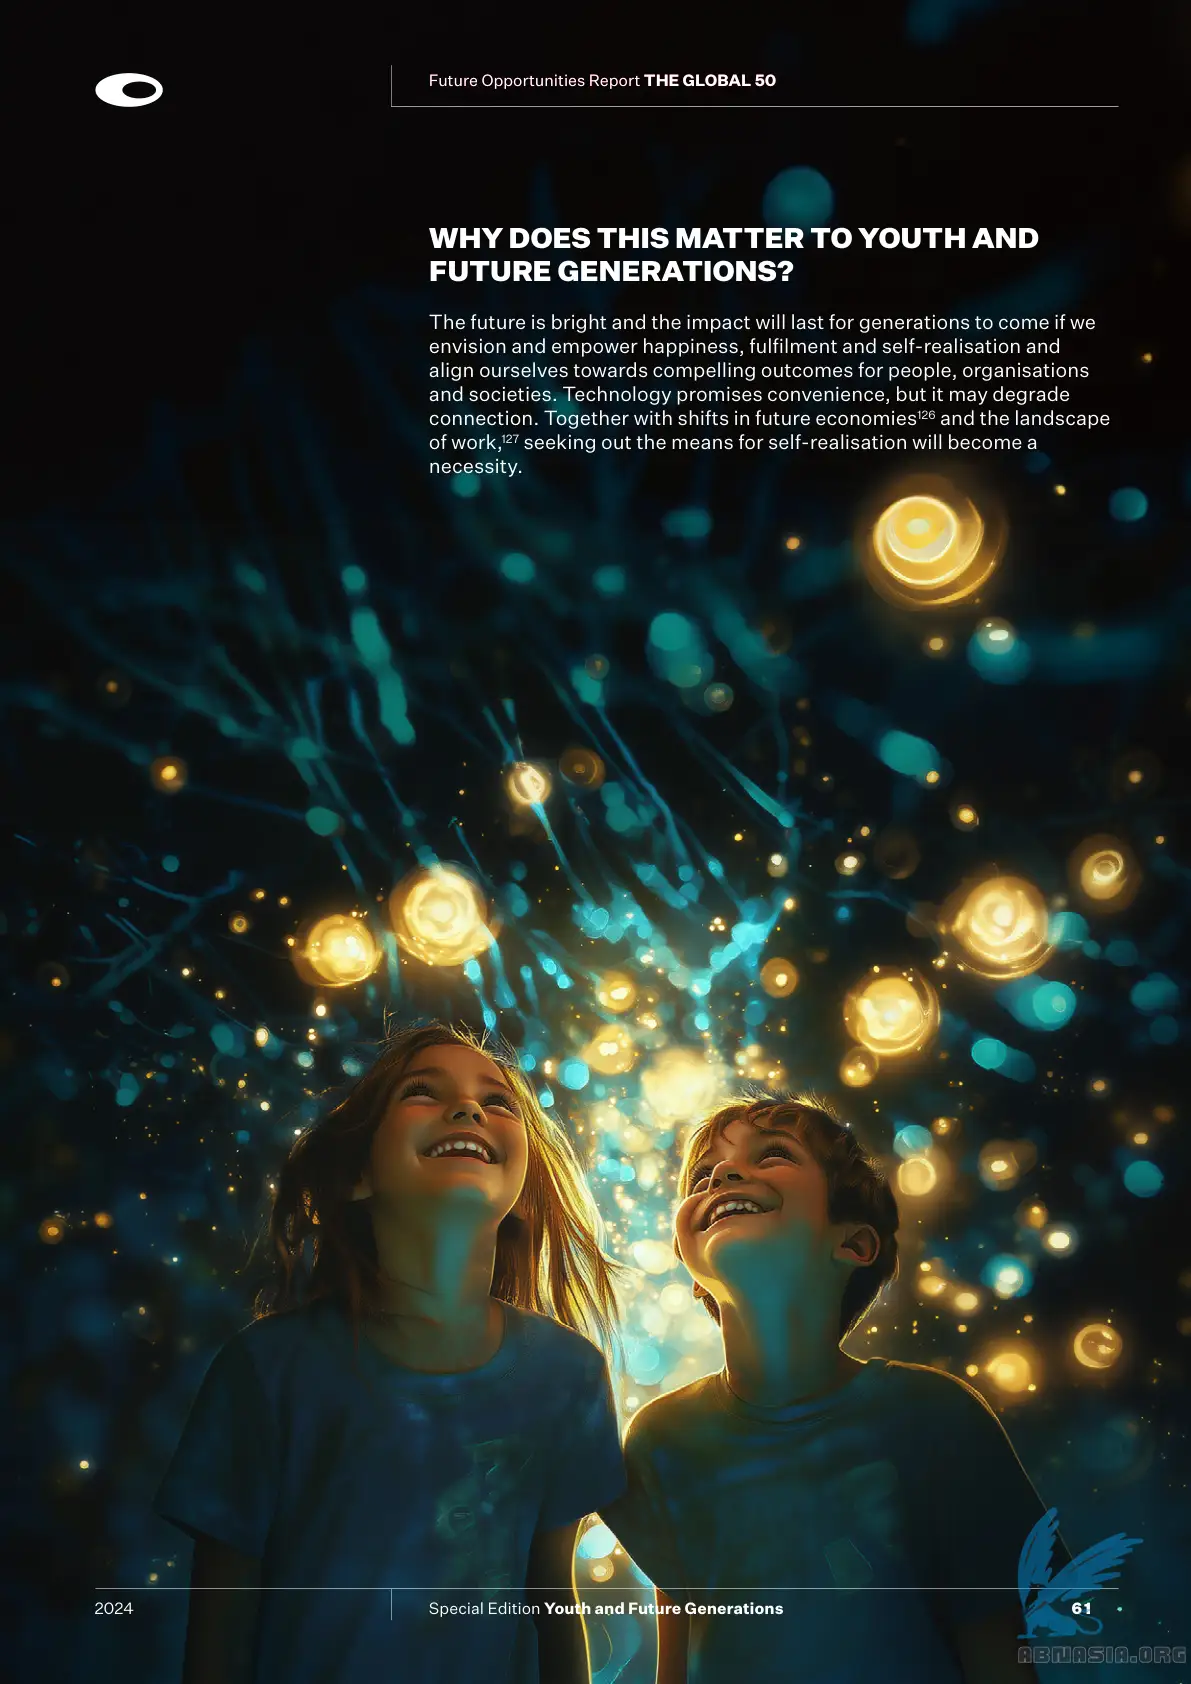 Future Opportunities Report THE GLOBAL 50
WHY DOES THIS MATTER TO YOUTH AND
FUTURE GENERATIONS?
The future is bright and the impact will last for generations to come if we
envision and empower happiness, fulfilment and self-realisation and
align ourselves towards compelling outcomes for people, organisations
and societies. Technology promises convenience, but it may degrade
connection. Together with shifts in future economies126 and the landscape
of work,127 seeking out the means for self-realisation will become a
necessity.
2024
Special Edition Youth and Future Generations
61
ABNASIA.ORG